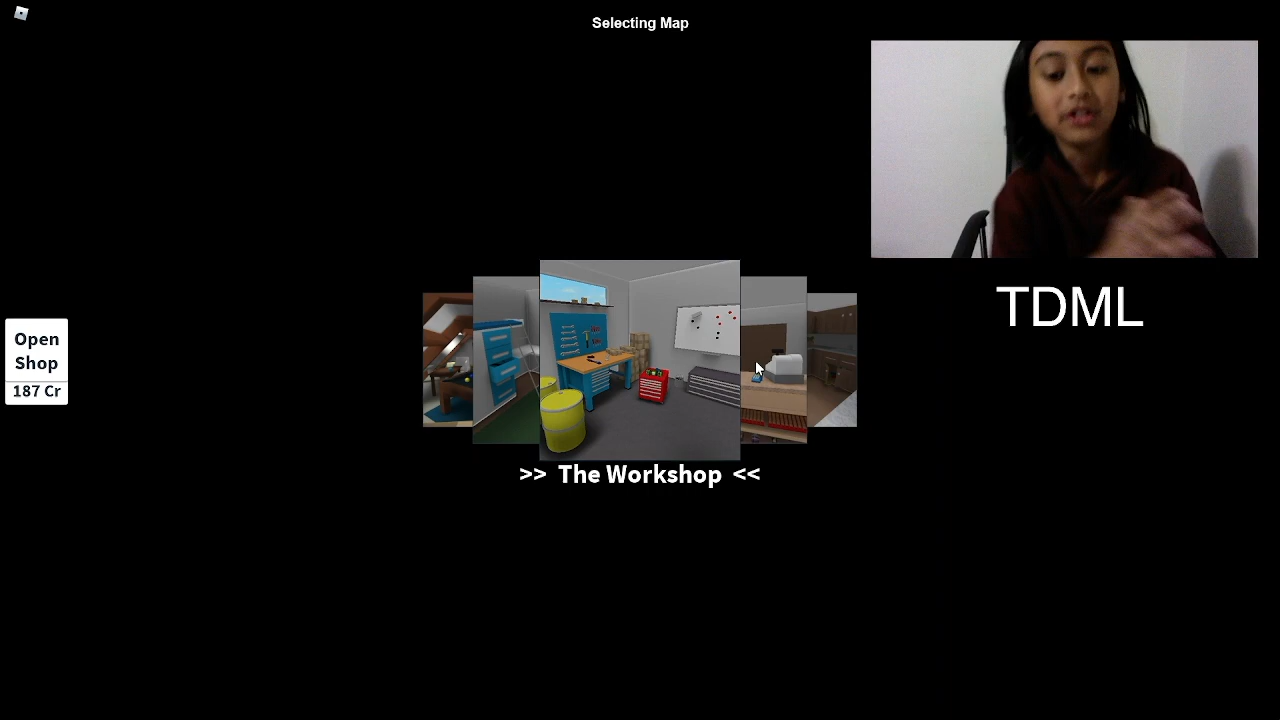 Selecting Map
TDML
Open
Shop
187 Cr
>> The Workshop <<